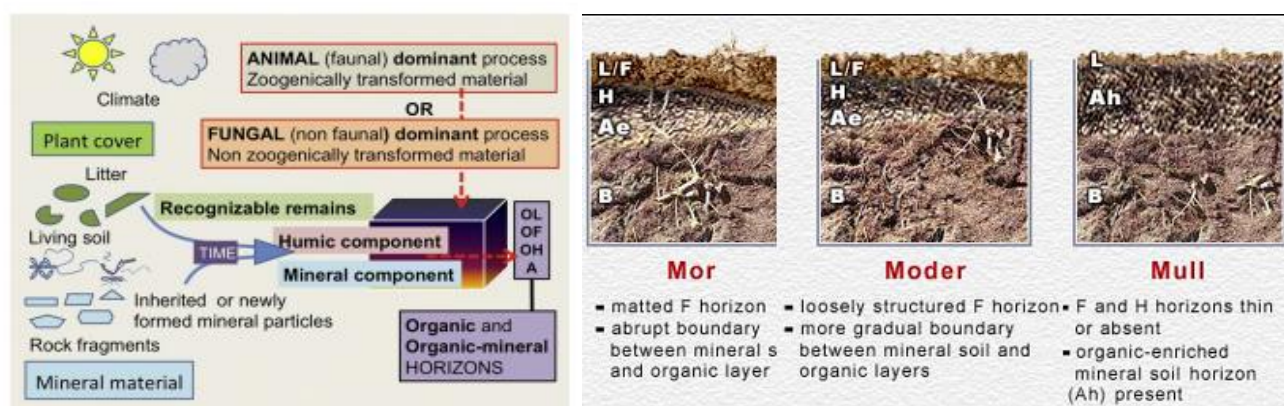 ANIMAL (faunal) dominant process
Zoogenically transformed material
OR
FUNGAL (non faunal) dominant process
Non zoogenically transformed material
Climate
Plant cover
Litter
Recognizable remains
Living soil
TIME
Humic component
Mineral component
OL
OF
OH
A
Inherited or newly
formed mineral particles
Rock fragments
Mineral material
Organic and
Organic-mineral
HORIZONS
L/F
H
Ae
B
Mor
- matted F horizon
- abrupt boundary
between mineral s
and organic layer
L/F
H
Ae
B
Moder
- loosely structured F horizon
- more gradual boundary
between mineral soil and
organic layers
L
Ah
B
Mull
- F and H horizons thin
or absent
- organic-enriched
mineral soil horizon
(Ah) present